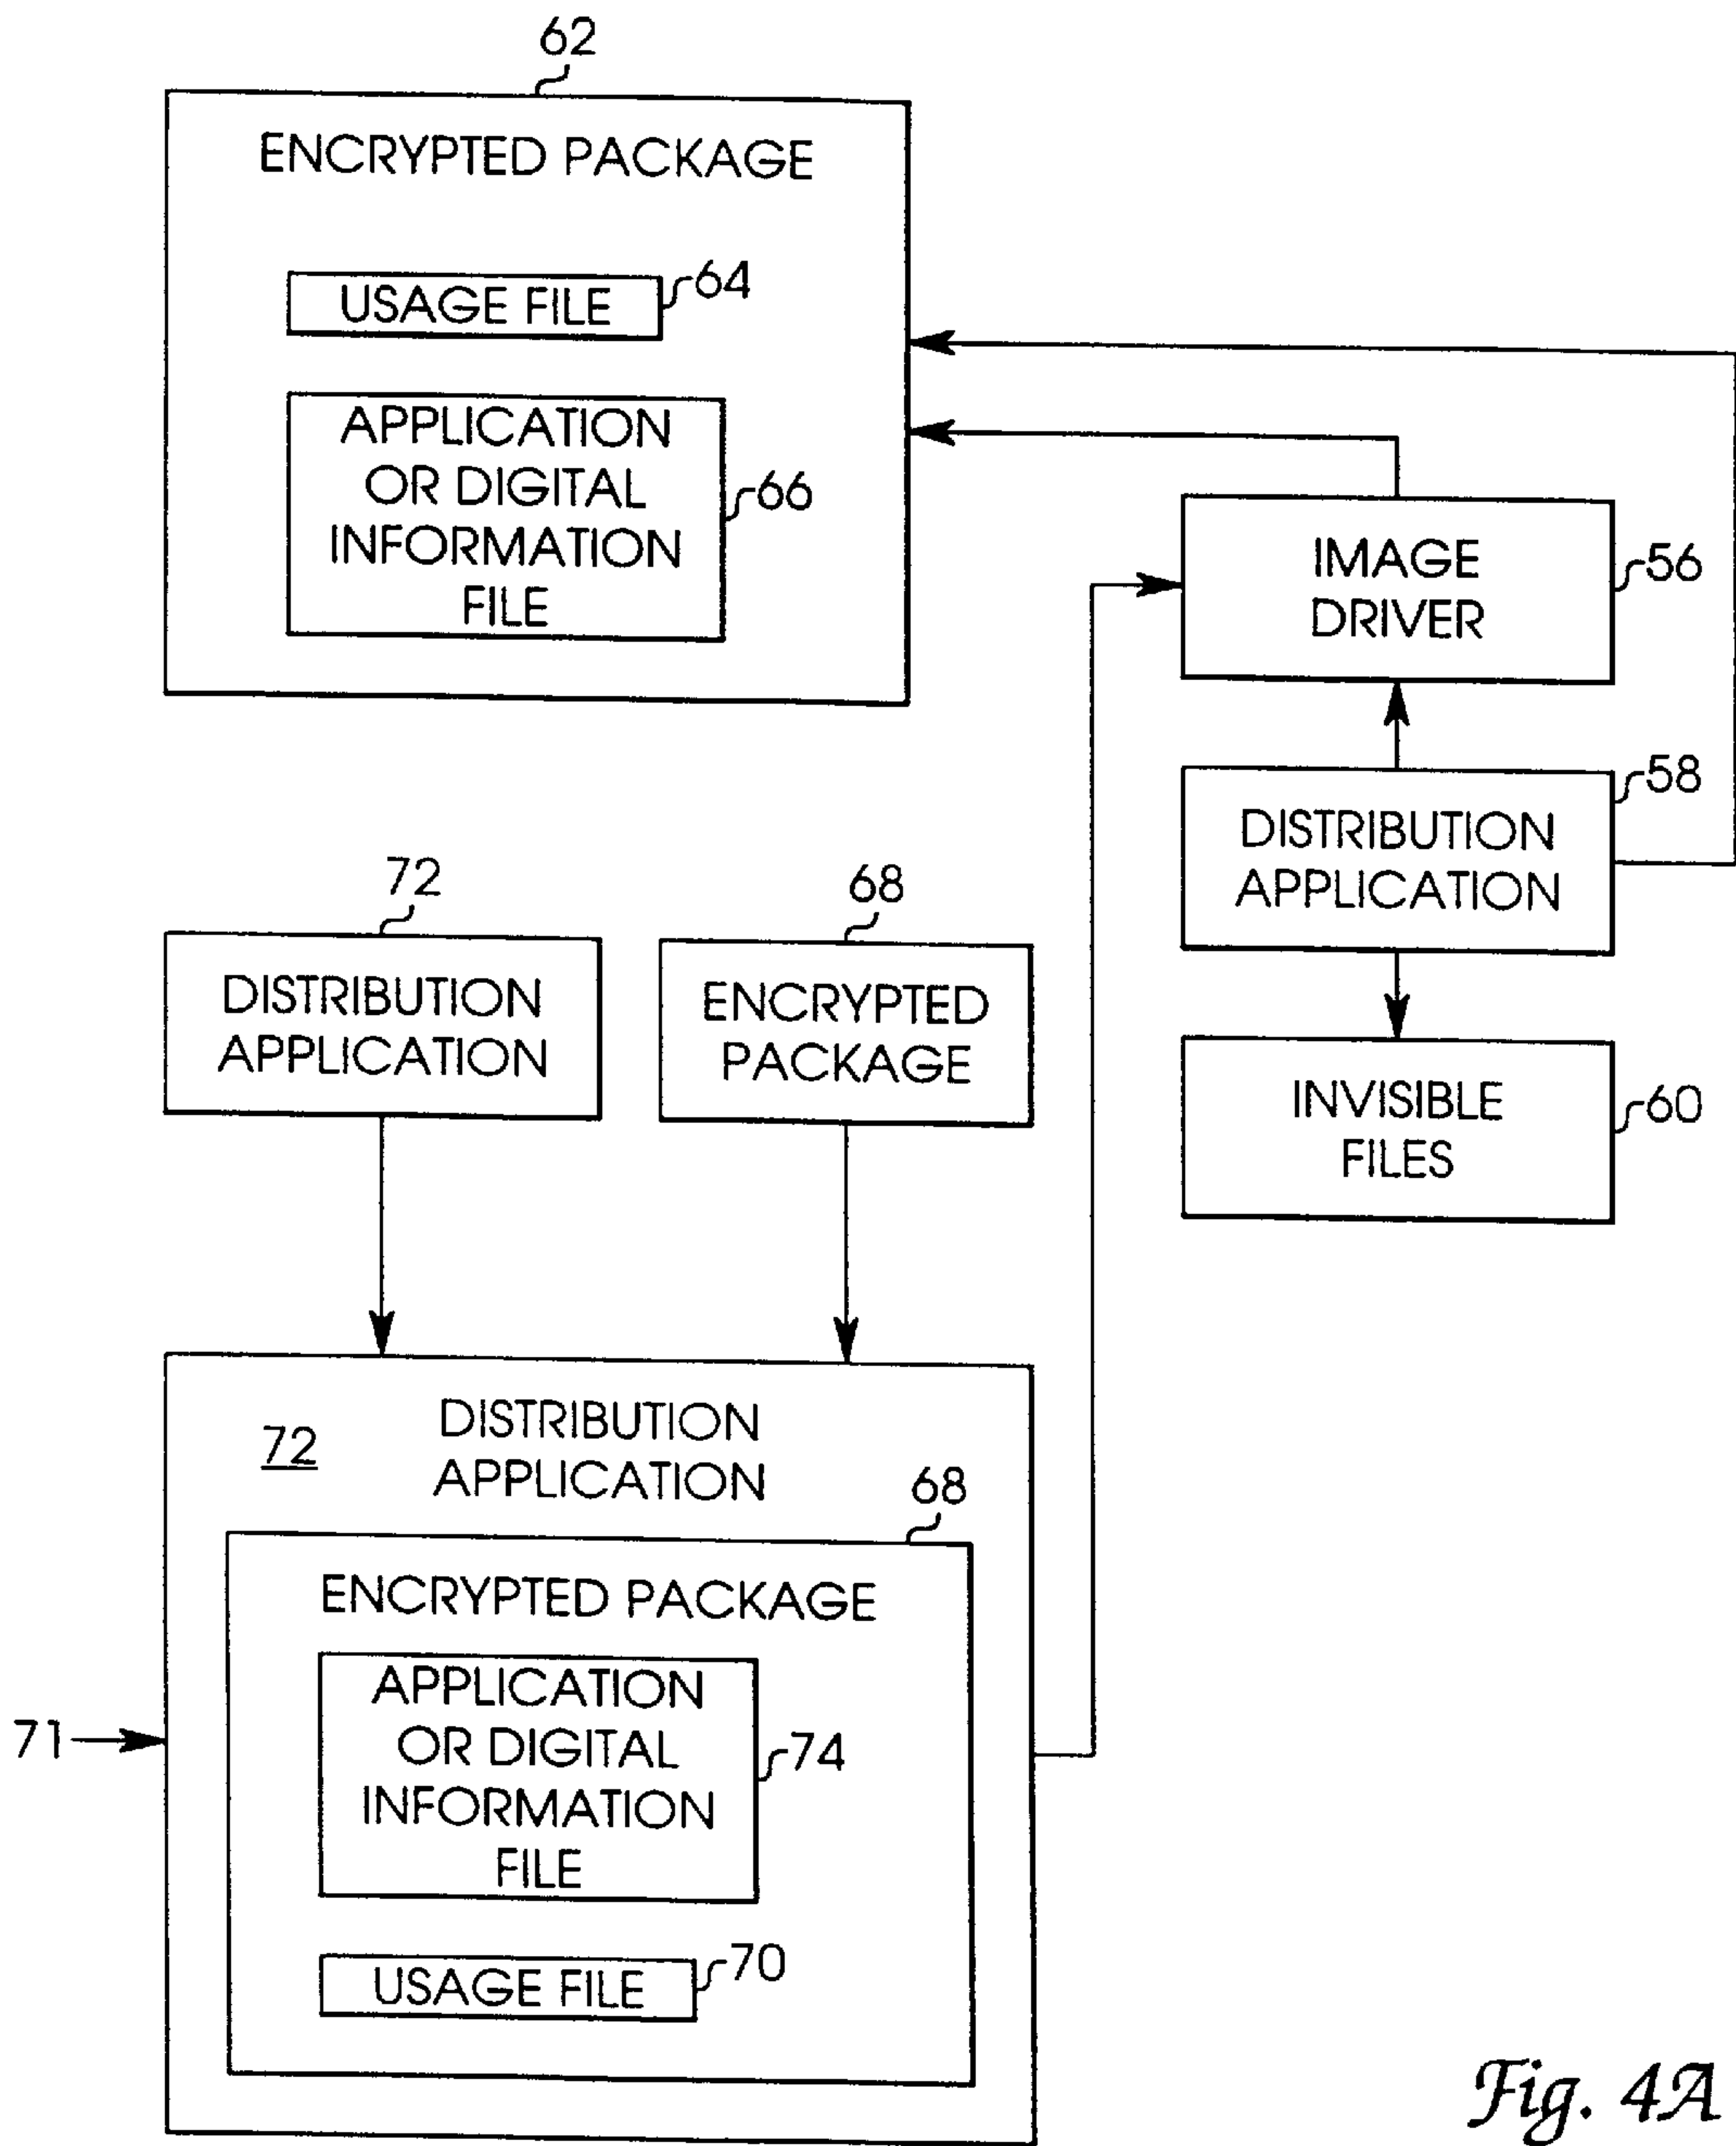 62
ENCRYPTED PACKAGE
USAGE FILE
64
APPLICATION
OR DIGITAL
INFORMATION
FILE
66
IMAGE
DRIVER
56
DISTRIBUTION
APPLICATION
58
INVISIBLE
FILES
60
72
DISTRIBUTION
APPLICATION
68
ENCRYPTED
PACKAGE
72
DISTRIBUTION
APPLICATION
68
ENCRYPTED PACKAGE
APPLICATION
OR DIGITAL
INFORMATION
FILE
74
71
USAGE FILE
70
Fig. 4A